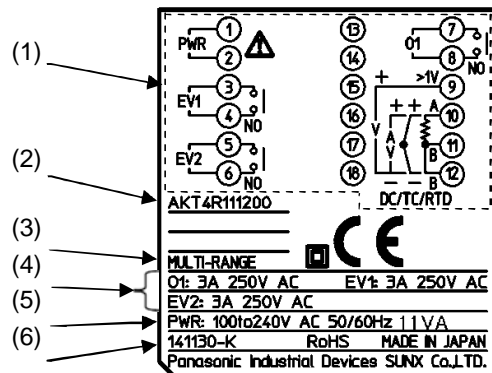 (1)
(2)
(3)
(4)
(5)
(6)
PWR 1 13 O1 7
2 14 8 NO
EV1 3 15 + >1V 9
4 NO 16 + + A 10
EV2 5 17 V A V B 11
6 NO 18 - - B 12
DC/TC/RTD
AKT4R111200
MULTI-RANGE CE
O1: 3A 250V AC EV1: 3A 250V AC
EV2: 3A 250V AC
PWR: 100to240V AC 50/60Hz 11VA
141130-K RoHS MADE IN JAPAN
Panasonic Industrial Devices SUNX Co.,LTD.